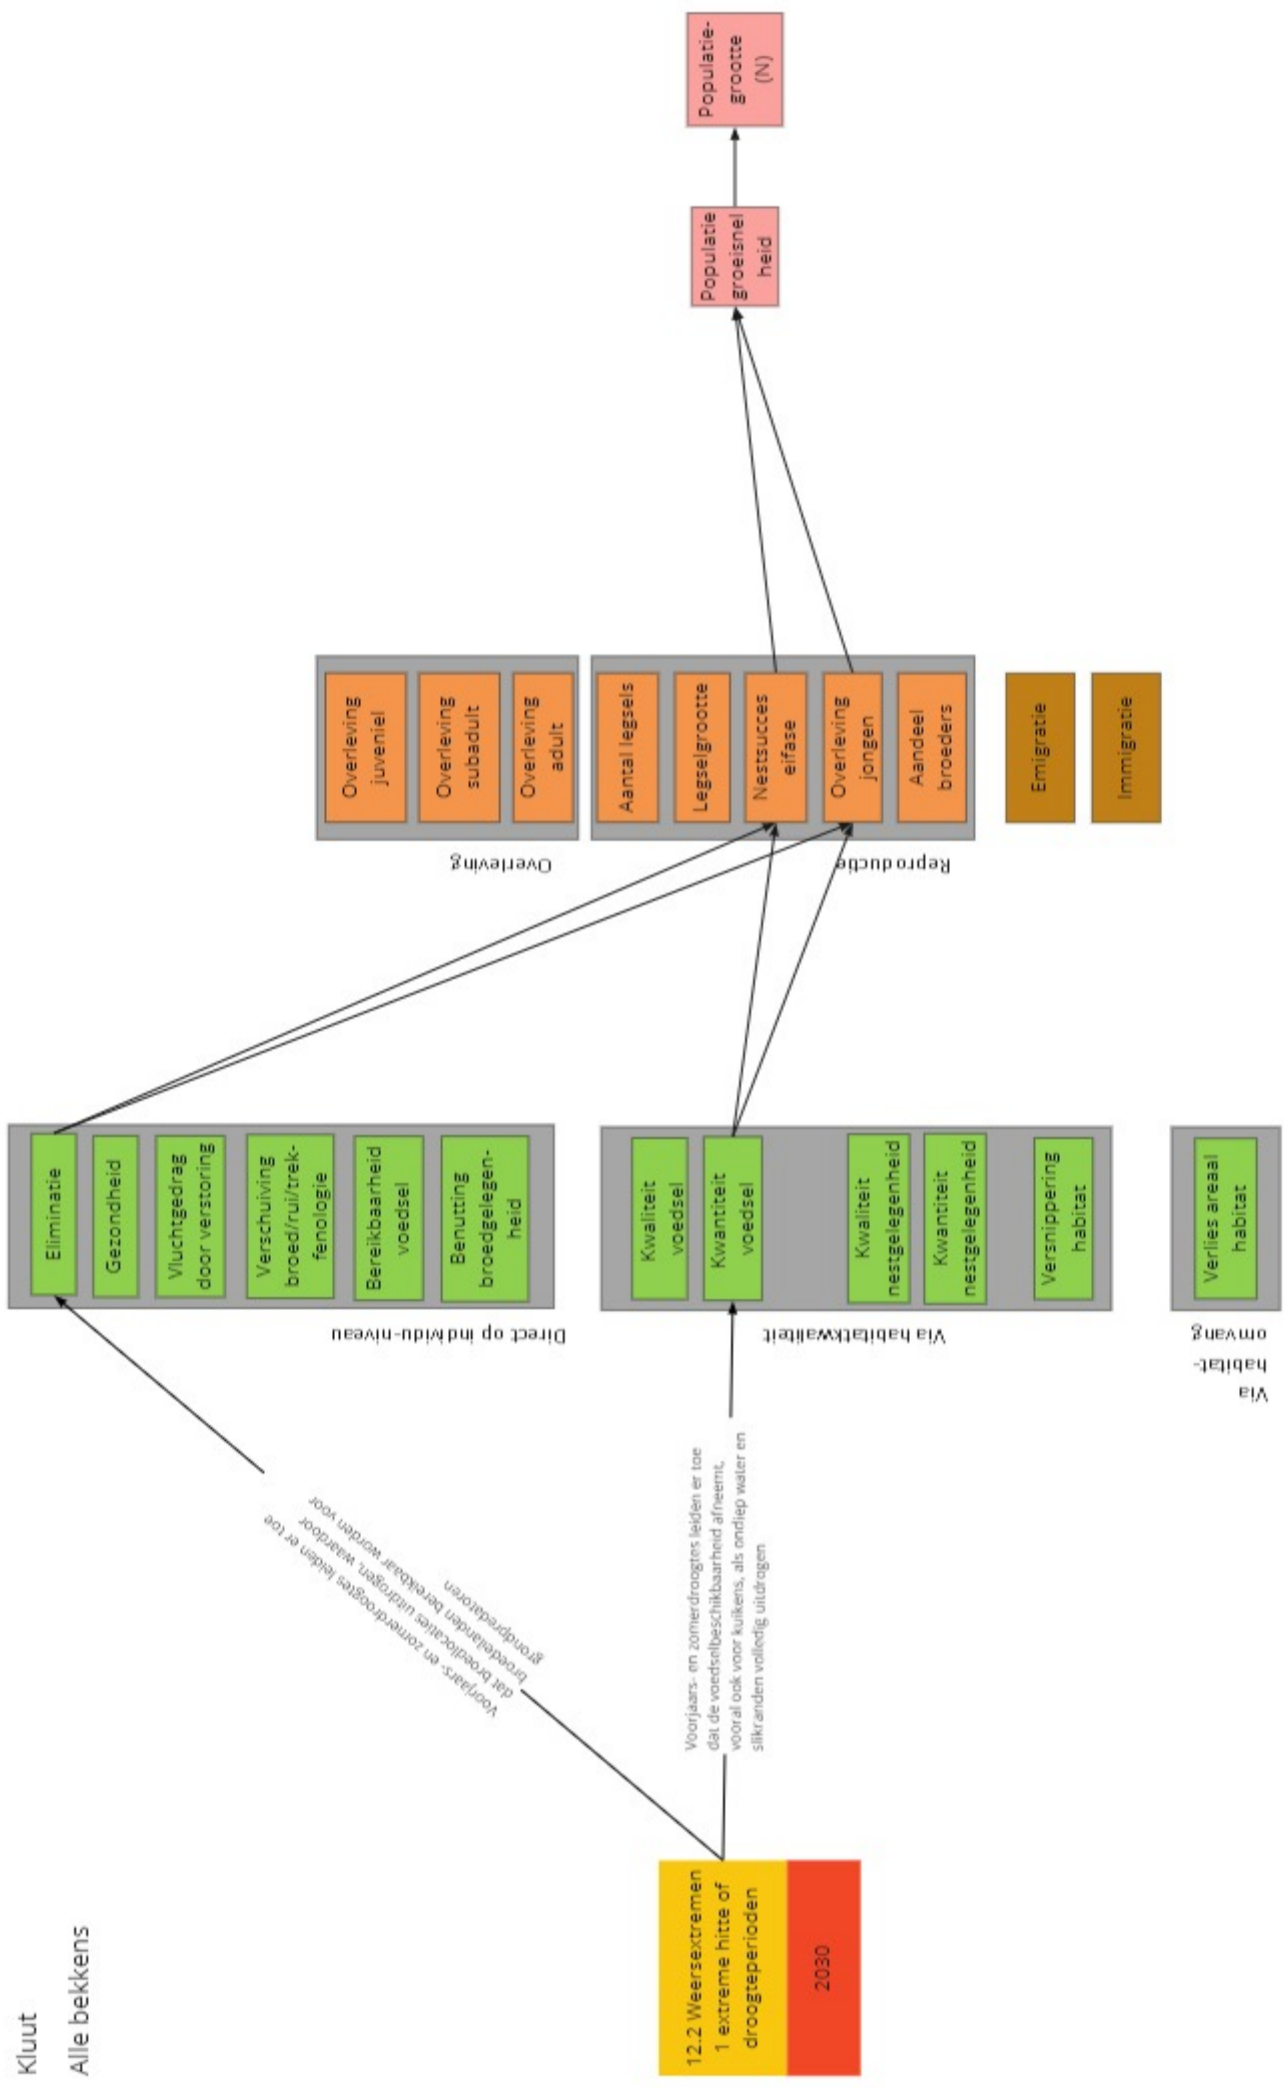 Kluut
Alle bekkens
12.2 Weersextremen
1 extreme hitte of
droogteperioden
2030
Voorjaars- en zomerdroogtes leiden er toe
dat broedlocaties uitdrogen, waardoor
broedeilanden bereikbaar worden voor
grondpredatoren
Voorjaars- en zomerdroogtes leiden er toe
dat de voedselbeschikbaarheid afneemt,
vooral ook voor kuikens, als ondiep water en
slikranden volledig uitdrogen
Direct op individu-niveau
Eliminatie
Gezondheid
Vluchtgedrag
door verstoring
Verschuiving
broed/rui/trek-
fenologie
Bereikbaarheid
voedsel
Benutting
broedgelegen-
heid
Via habitatkwaliteit
Kwaliteit
voedsel
Kwantiteit
voedsel
Kwaliteit
nestgelegenheid
Kwantiteit
nestgelegenheid
Versnippering
habitat
Via
habitat-
omvang
Verlies areaal
habitat
Overleving
Overleving
juveniel
Overleving
subadult
Overleving
adult
Reproductie
Aantal legsels
Legselgrootte
Nestsucces
eifase
Overleving
jongen
Aandeel
broeders
Emigratie
Immigratie
Populatie
groeisnel
heid
Populatie-
grootte
(N)